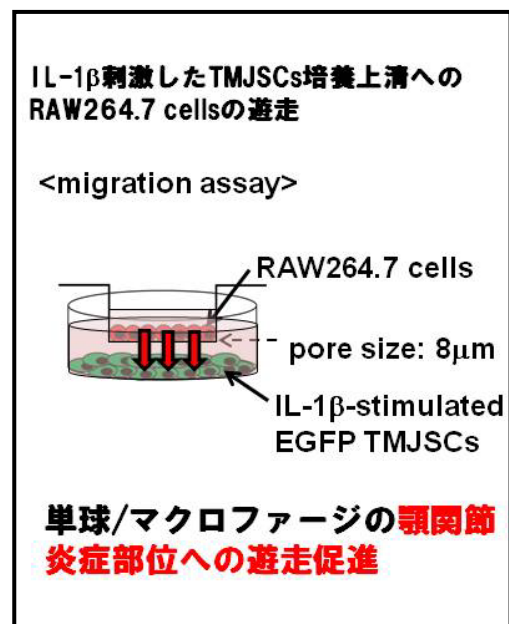 IL-1β刺激したTMJSCs培養上清への
RAW264.7 cellsの遊走
<migration assay>
RAW264.7 cells
pore size: 8μm
IL-1β-stimulated
EGFP TMJSCs
単球/マクロファージの顎関節
炎症部位への遊走促進